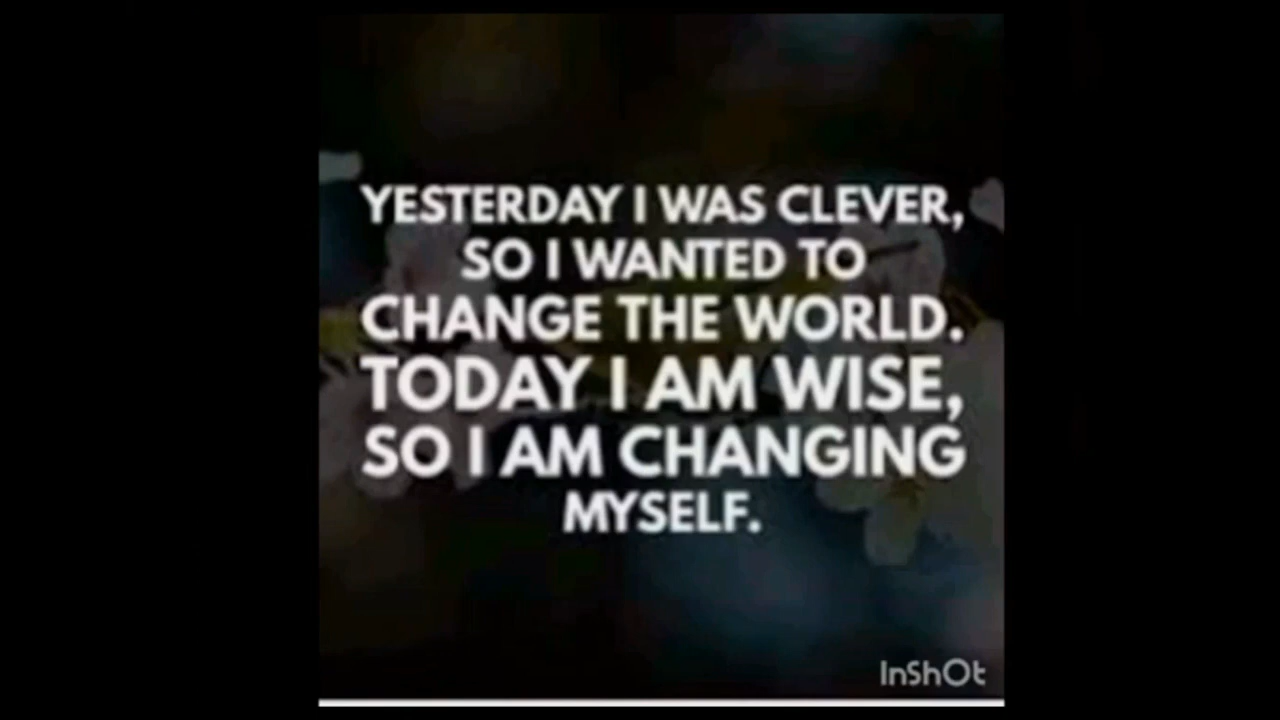 YESTERDAY I WAS CLEVER,
SO I WANTED TO
CHANGE THE WORLD.
TODAY I AM WISE,
SO I AM CHANGING
MYSELF.
InShOt